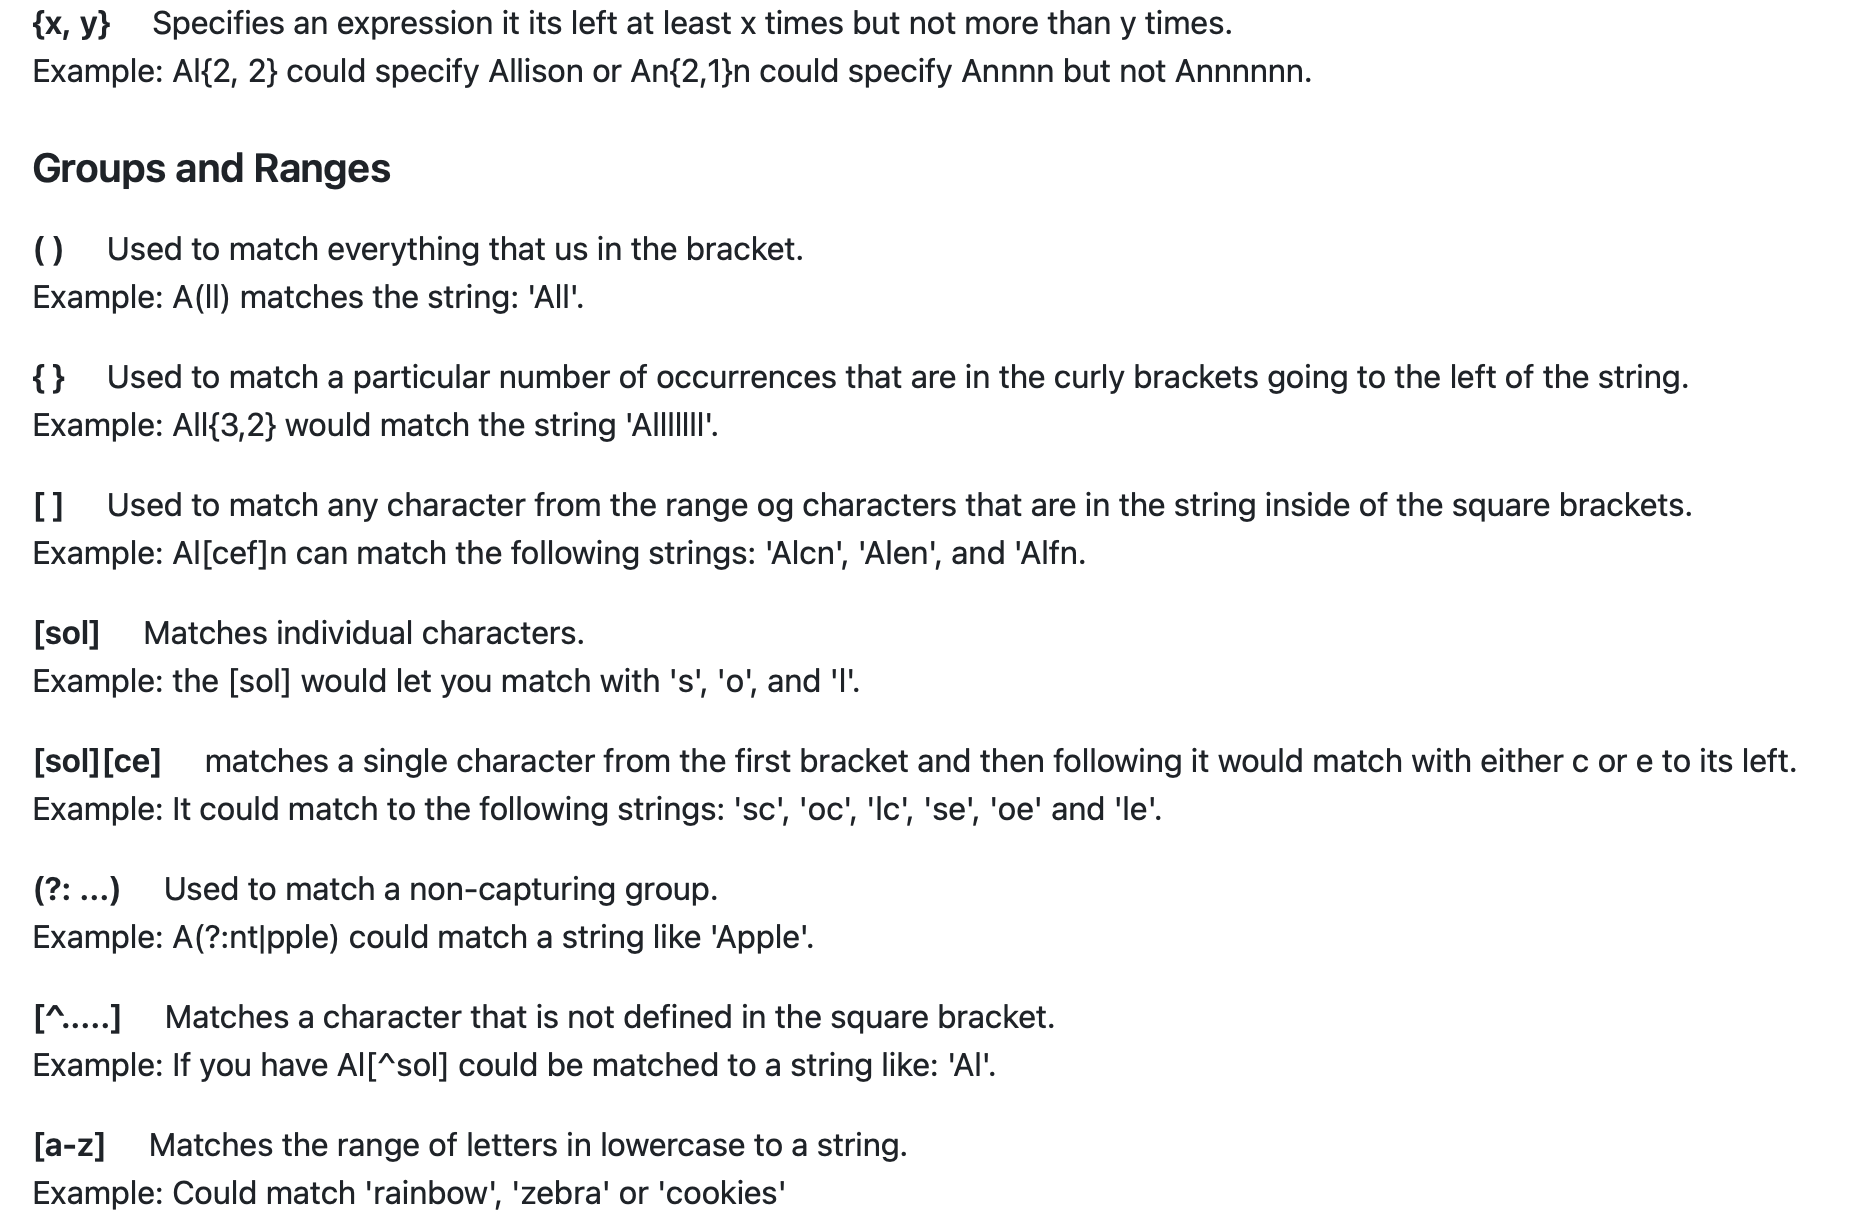 {x, y} Specifies an expression it its left at least x times but not more than y times.
Example: Al{2, 2} could specify Allison or An{2,1}n could specify Annnn but not Annnnnn.
Groups and Ranges
( ) Used to match everything that us in the bracket.
Example: A(ll) matches the string: 'All'.
{ } Used to match a particular number of occurrences that are in the curly brackets going to the left of the string.
Example: All{3,2} would match the string 'Alllllll'.
[ ] Used to match any character from the range og characters that are in the string inside of the square brackets.
Example: Al[cef]n can match the following strings: 'Alcn', 'Alen', and 'Alfn.
[sol] Matches individual characters.
Example: the [sol] would let you match with 's', 'o', and 'l'.
[sol][ce] matches a single character from the first bracket and then following it would match with either c or e to its left.
Example: It could match to the following strings: 'sc', 'oc', 'lc', 'se', 'oe' and 'le'.
(?: ...) Used to match a non-capturing group.
Example: A(?:nt|pple) could match a string like 'Apple'.
[^.....] Matches a character that is not defined in the square bracket.
Example: If you have Al[^sol] could be matched to a string like: 'Al'.
[a-z] Matches the range of letters in lowercase to a string.
Example: Could match 'rainbow', 'zebra' or 'cookies'